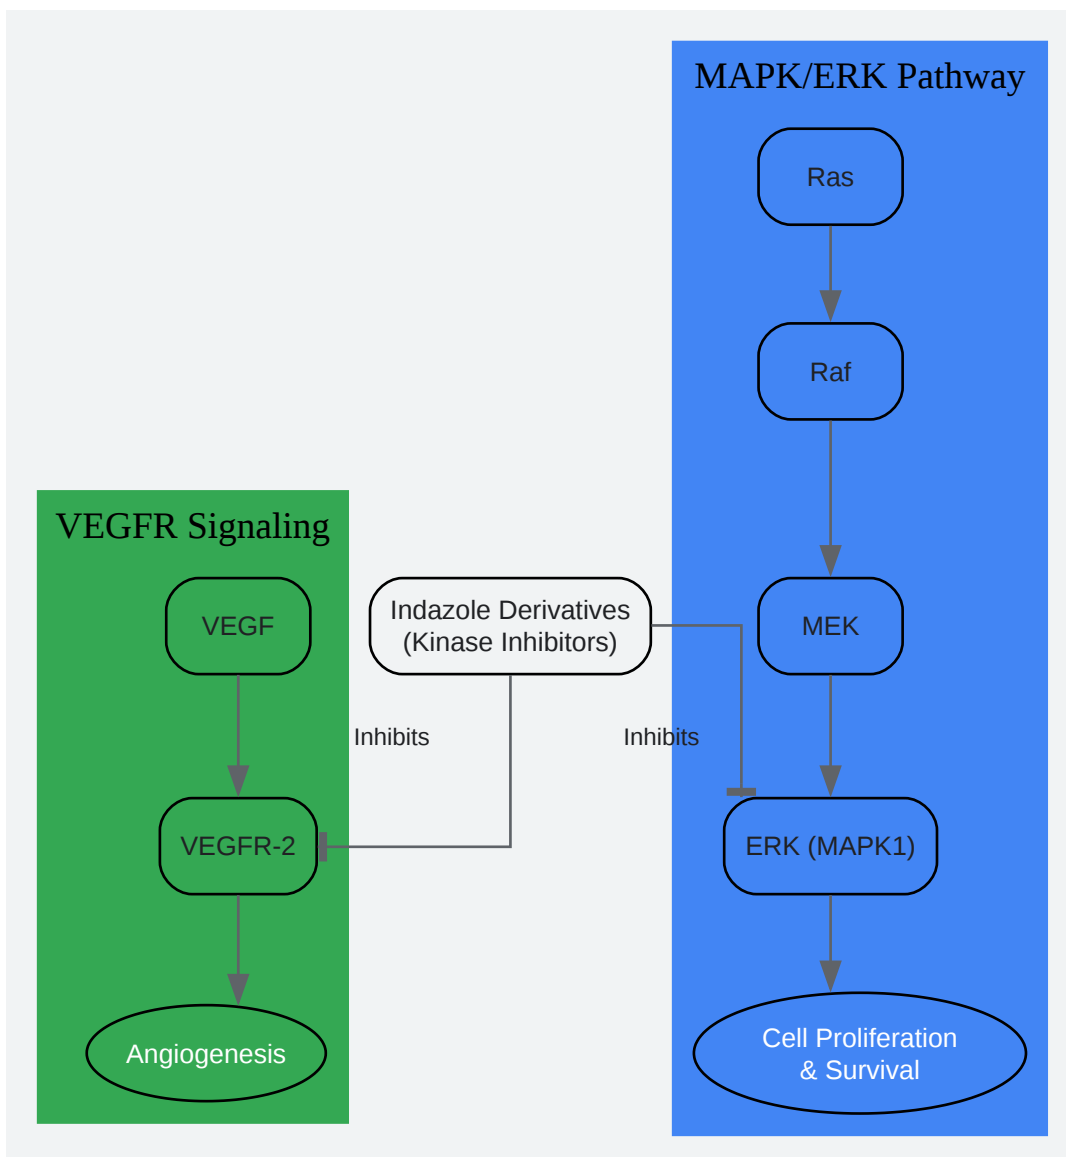 MAPK/ERK Pathway
Ras
Raf
VEGFR Signaling
VEGF
Indazole Derivatives
(Kinase Inhibitors)
MEK
Inhibits
Inhibits
VEGFR-2
ERK (MAPK1)
Angiogenesis
Cell Proliferation
& Survival